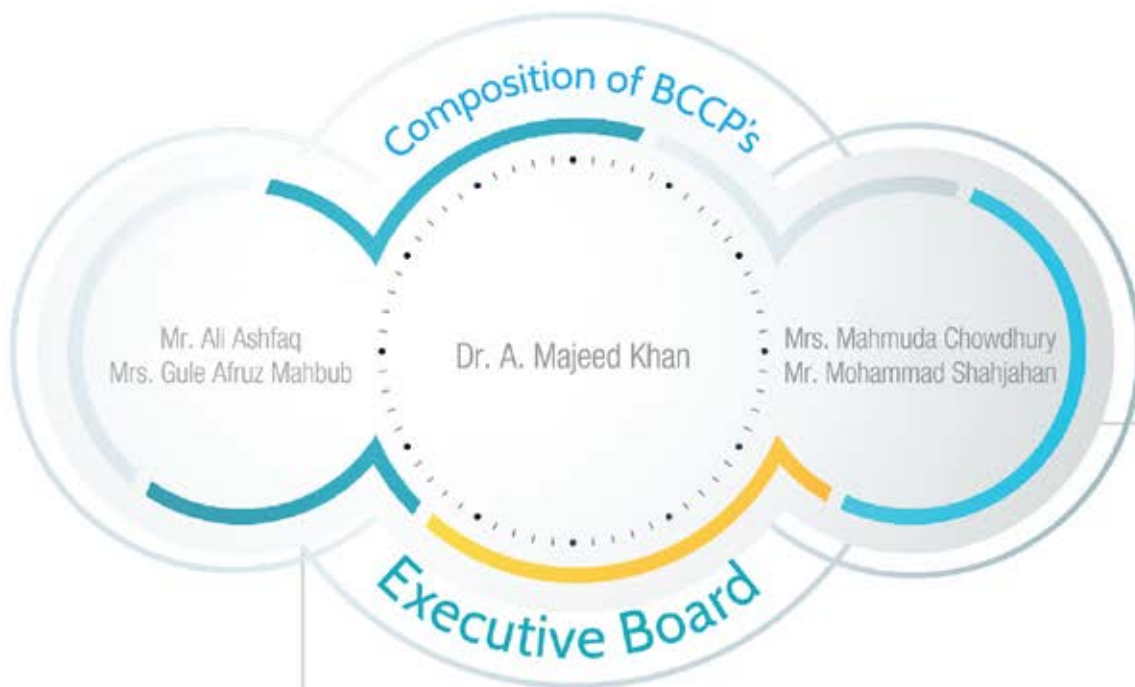 Composition of BCCP's
Mr. Ali Ashfaq
Mrs. Gule Afruz Mahbub
Dr. A. Majeed Khan
Mrs. Mahmuda Chowdhury
Mr. Mohammad Shahjahan
Executive Board